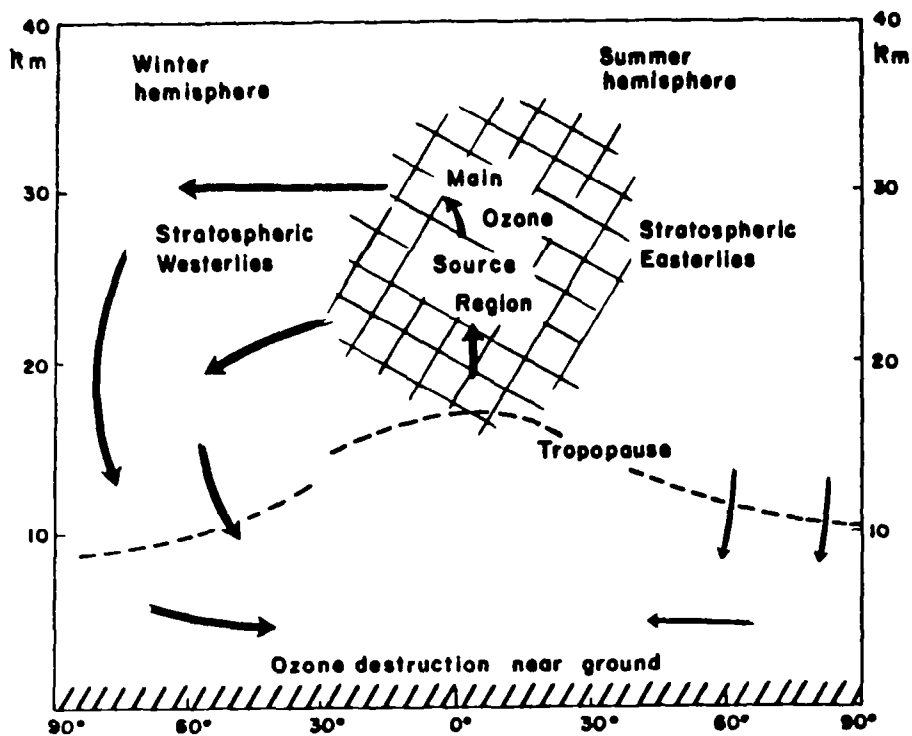 40
40
Km
Km
Winter
hemisphere
Summer
hemisphere
Main
30
30
Ozone
Stratospheric
Westerlies
Stratospheric
Easterlies
Source
Region
20
20
Tropopause
10
10
Ozone destruction near ground
90° 60° 30° 0° 30° 60° 90°